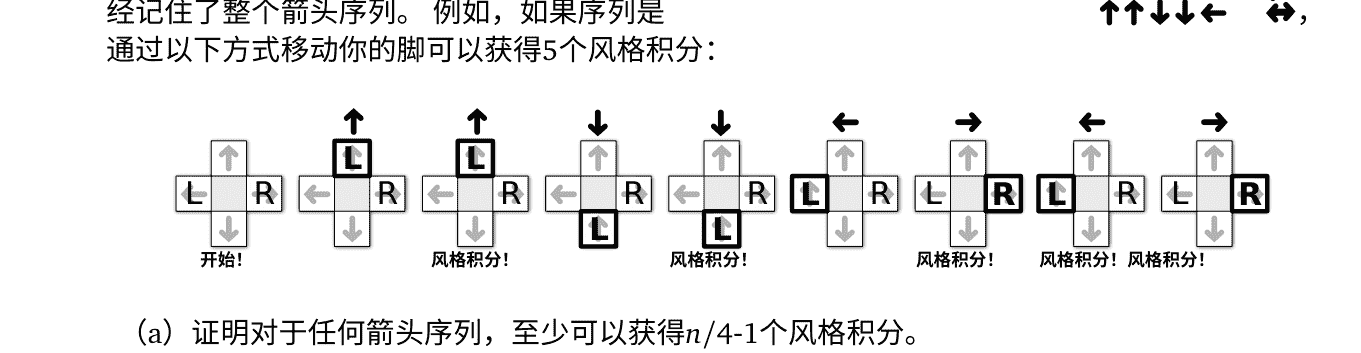 经记住了整个箭头序列。 例如，如果序列是 ↑↑↓↓← ↔，
通过以下方式移动你的脚可以获得5个风格积分：
↑ ↑ ↓ ↓ ← → ← →
L R L R L R L R L R L R L R L R L R
开始！ 风格积分！ 风格积分！ 风格积分！ 风格积分！ 风格积分！
（a）证明对于任何箭头序列，至少可以获得n/4-1个风格积分。